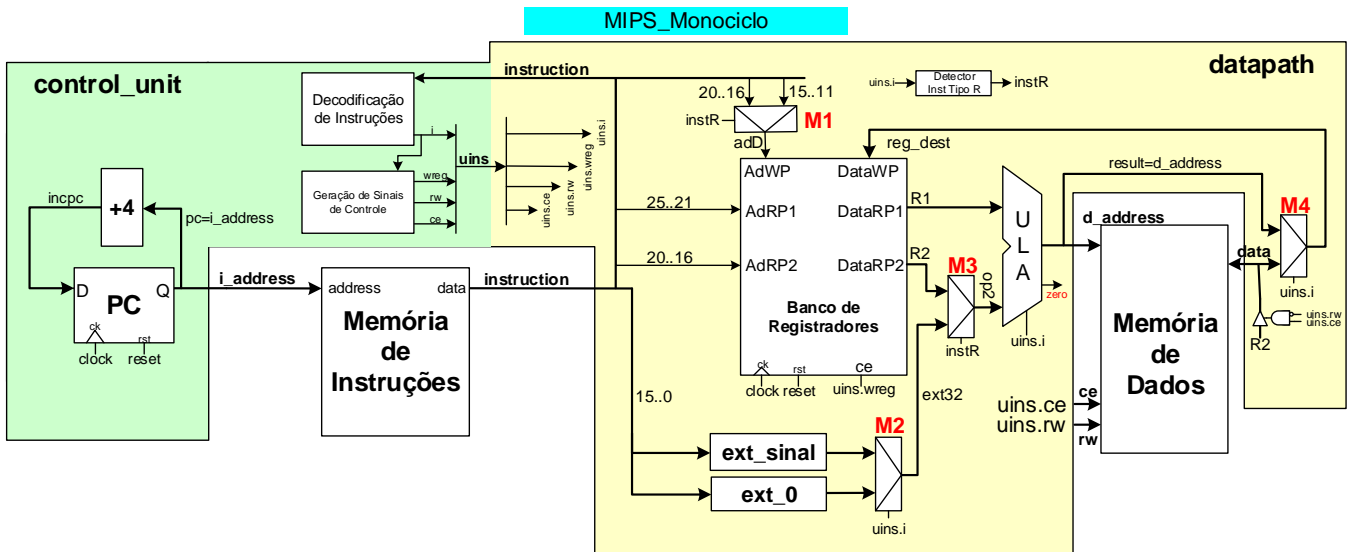 MIPS_Monociclo
control_unit
datapath
instruction
Decodificação
de Instruções
i
uins
uins.i
uins.wreg
uins.rw
uins.ce
Geração de Sinais
de Controle
wreg
rw
ce
20..16
15..11
instR
M1
adD
reg_dest
uins.i
Detector
Inst Tipo R
instR
incpc
+4
pc=i_address
D
Q
PC
ck
rst
clock
reset
i_address
address
data
Memória
de
Instruções
instruction
25..21
20..16
15..0
AdWP
DataWP
AdRP1
DataRP1
AdRP2
DataRP2
Banco de
Registradores
ck
rst
ce
clock
reset
uins.wreg
R1
R2
M3
op2
instR
ext32
U
L
A
zero
uins.i
ext_sinal
ext_0
M2
uins.i
result=d_address
d_address
Memória
de
Dados
data
M4
uins.i
uins.rw
uins.ce
R2
uins.ce
ce
uins.rw
rw